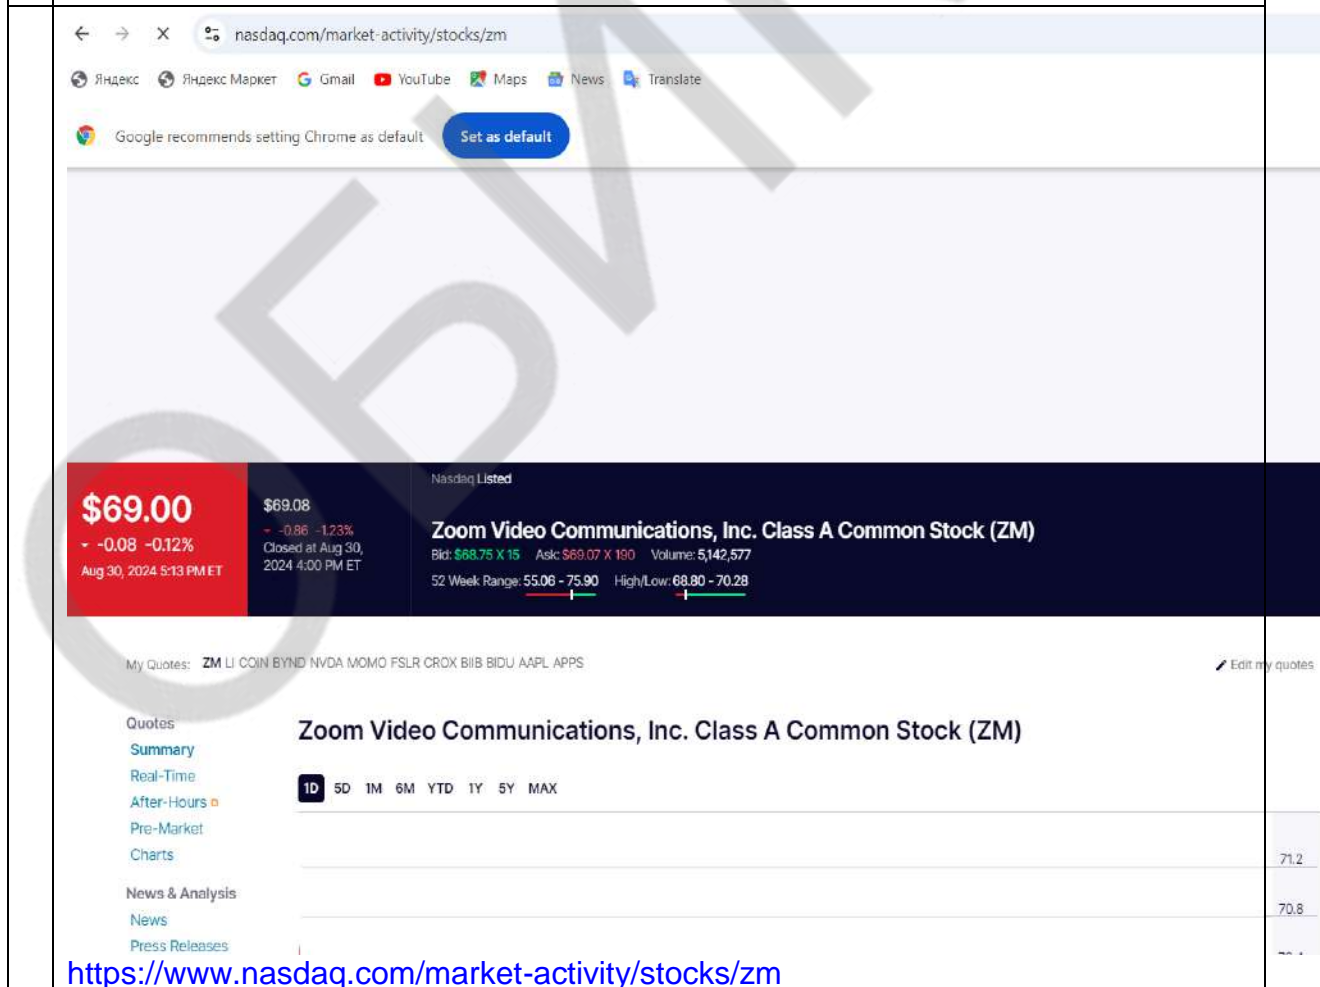 nasdaq.com/market-activity/stocks/zm
Яндекс Яндекс Маркет Gmail YouTube Maps News Translate
Google recommends setting Chrome as default Set as default
Nasdaq Listed
$69.00
-0.08 -0.12%
Aug 30, 2024 5:13 PM ET
$69.08
-0.86 -1.23%
Closed at Aug 30,
2024 4:00 PM ET
Zoom Video Communications, Inc. Class A Common Stock (ZM)
Bid: $68.75 X 15 Ask: $69.07 X 190 Volume: 5,142,577
52 Week Range: 55.06 - 75.90 High/Low: 68.80 - 70.28
My Quotes: ZM LI COIN BYND NVDA MOMO FSLR CROX BIIB BIDU AAPL APPS
Edit my quotes
Quotes
Summary
Real-Time
After-Hours
Pre-Market
Charts
News & Analysis
News
Press Releases
Zoom Video Communications, Inc. Class A Common Stock (ZM)
1D 5D 1M 6M YTD 1Y 5Y MAX
71.2
70.8
https://www.nasdaq.com/market-activity/stocks/zm